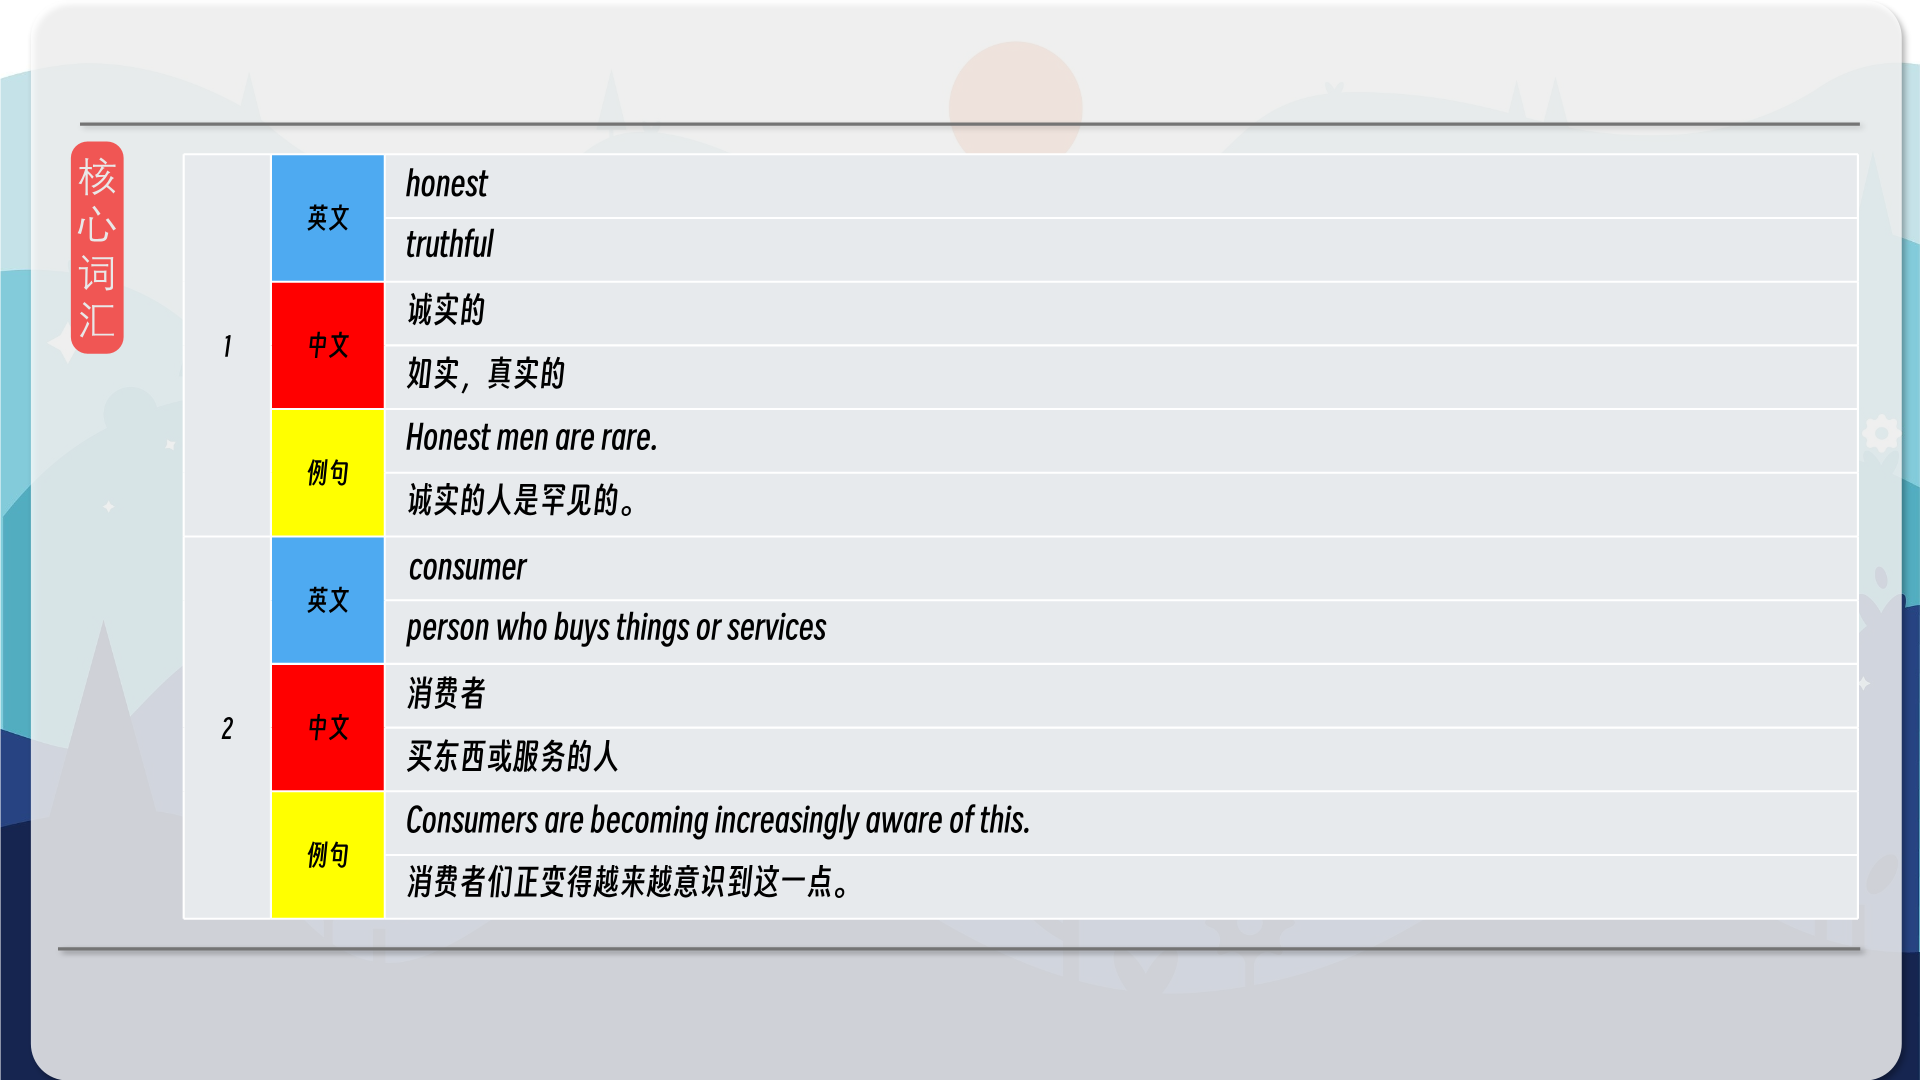 核心词汇
1
英文
honest
truthful
中文
诚实的
如实，真实的
例句
Honest men are rare.
诚实的人是罕见的。
2
英文
consumer
person who buys things or services
中文
消费者
买东西或服务的人
例句
Consumers are becoming increasingly aware of this.
消费者们正变得越来越意识到这一点。